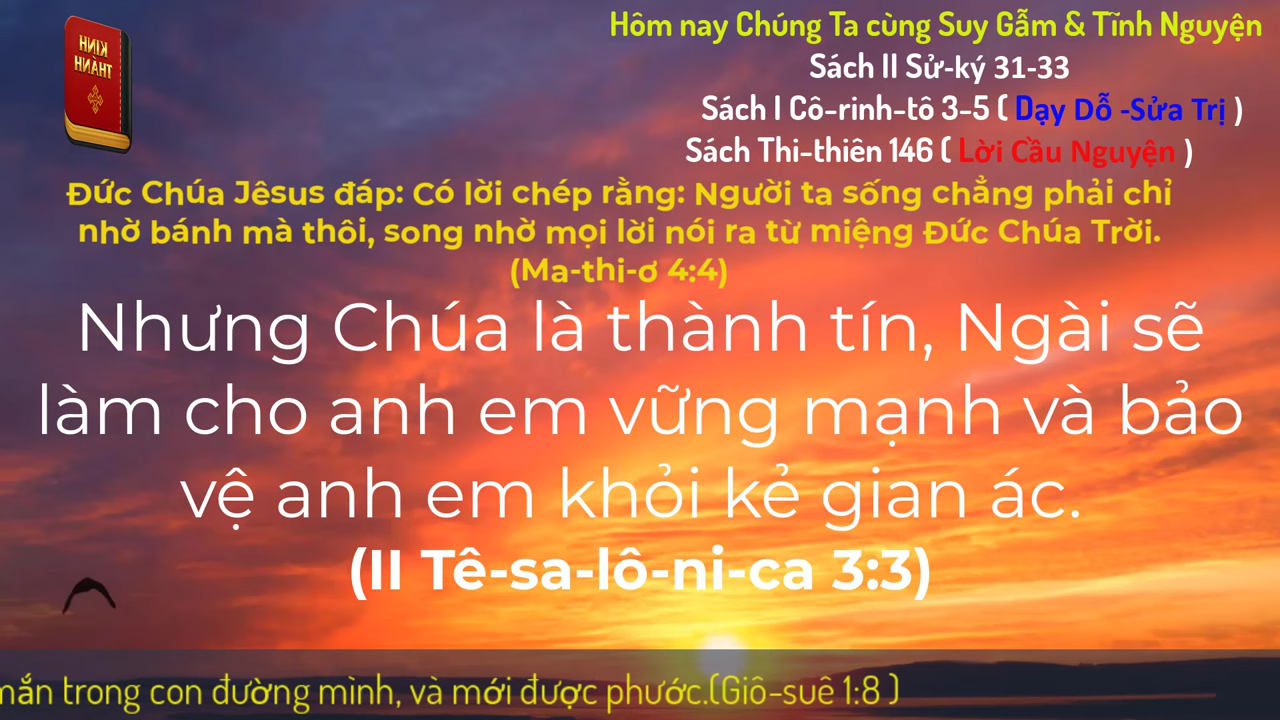 KINH
THÁNH
Hôm nay Chúng Ta cùng Suy Gẫm & Tĩnh Nguyện
Sách II Sử-ký 31-33
Sách I Cô-rinh-tô 3-5 ( Dạy Dỗ -Sửa Trị )
Sách Thi-thiên 146 ( Lời Cầu Nguyện )
Đức Chúa Jêsus đáp: Có lời chép rằng: Người ta sống chẳng phải chỉ
nhờ bánh mà thôi, song nhờ mọi lời nói ra từ miệng Đức Chúa Trời.
(Ma-thi-ơ 4:4)
Nhưng Chúa là thành tín, Ngài sẽ
làm cho anh em vững mạnh và bảo
vệ anh em khỏi kẻ gian ác.
(II Tê-sa-lô-ni-ca 3:3)
mắn trong con đường mình, và mới được phước.(Giô-suê 1:8 )